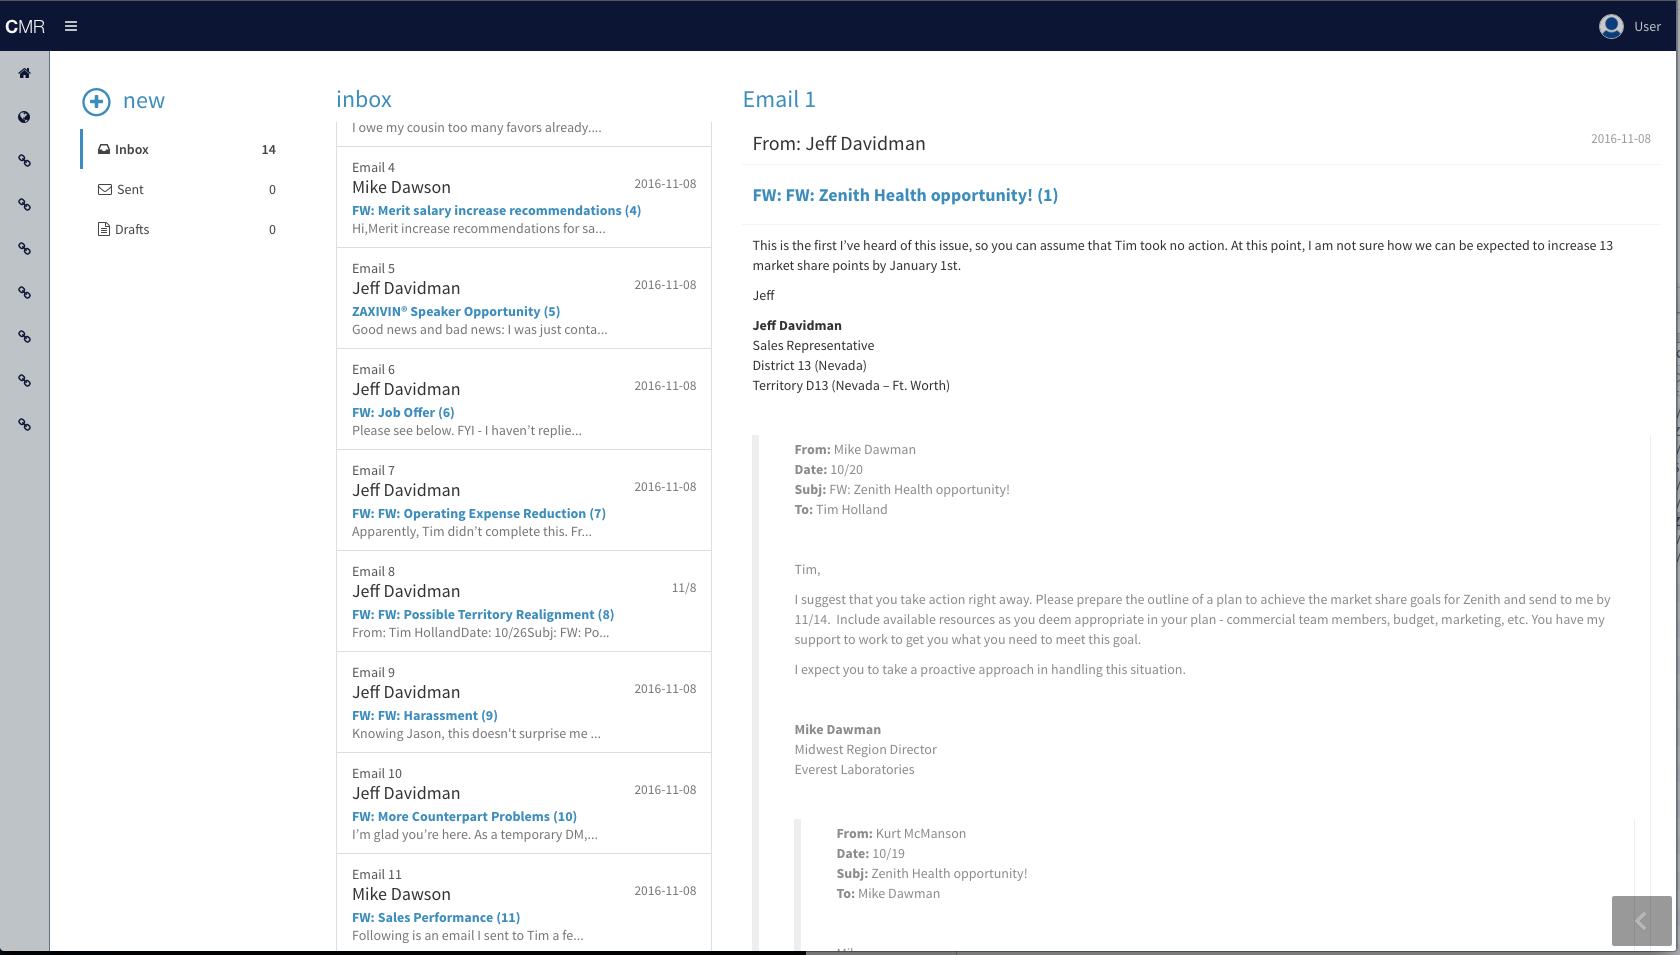 CMR
User
new
Inbox 14
Sent 0
Drafts 0
inbox
I owe my cousin too many favors already....
Email 4
Mike Dawson 2016-11-08
FW: Merit salary increase recommendations (4)
Hi,Merit increase recommendations for sa...
Email 5
Jeff Davidman 2016-11-08
ZAXIVIN® Speaker Opportunity (5)
Good news and bad news: I was just conta...
Email 6
Jeff Davidman 2016-11-08
FW: Job Offer (6)
Please see below. FYI - I haven’t replie...
Email 7
Jeff Davidman 2016-11-08
FW: FW: Operating Expense Reduction (7)
Apparently, Tim didn’t complete this. Fr...
Email 8
Jeff Davidman 11/8
FW: FW: Possible Territory Realignment (8)
From: Tim HollandDate: 10/26Subj: FW: Po...
Email 9
Jeff Davidman 2016-11-08
FW: FW: Harassment (9)
Knowing Jason, this doesn't surprise me ...
Email 10
Jeff Davidman 2016-11-08
FW: More Counterpart Problems (10)
I’m glad you’re here. As a temporary DM,...
Email 11
Mike Dawson 2016-11-08
FW: Sales Performance (11)
Following is an email I sent to Tim a fe...
Email 1
From: Jeff Davidman 2016-11-08
FW: FW: Zenith Health opportunity! (1)
This is the first I’ve heard of this issue, so you can assume that Tim took no action. At this point, I am not sure how we can be expected to increase 13
market share points by January 1st.
Jeff
Jeff Davidman
Sales Representative
District 13 (Nevada)
Territory D13 (Nevada – Ft. Worth)
From: Mike Dawman
Date: 10/20
Subj: FW: Zenith Health opportunity!
To: Tim Holland
Tim,
I suggest that you take action right away. Please prepare the outline of a plan to achieve the market share goals for Zenith and send to me by
11/14. Include available resources as you deem appropriate in your plan - commercial team members, budget, marketing, etc. You have my
support to work to get you what you need to meet this goal.
I expect you to take a proactive approach in handling this situation.
Mike Dawman
Midwest Region Director
Everest Laboratories
From: Kurt McManson
Date: 10/19
Subj: Zenith Health opportunity!
To: Mike Dawman